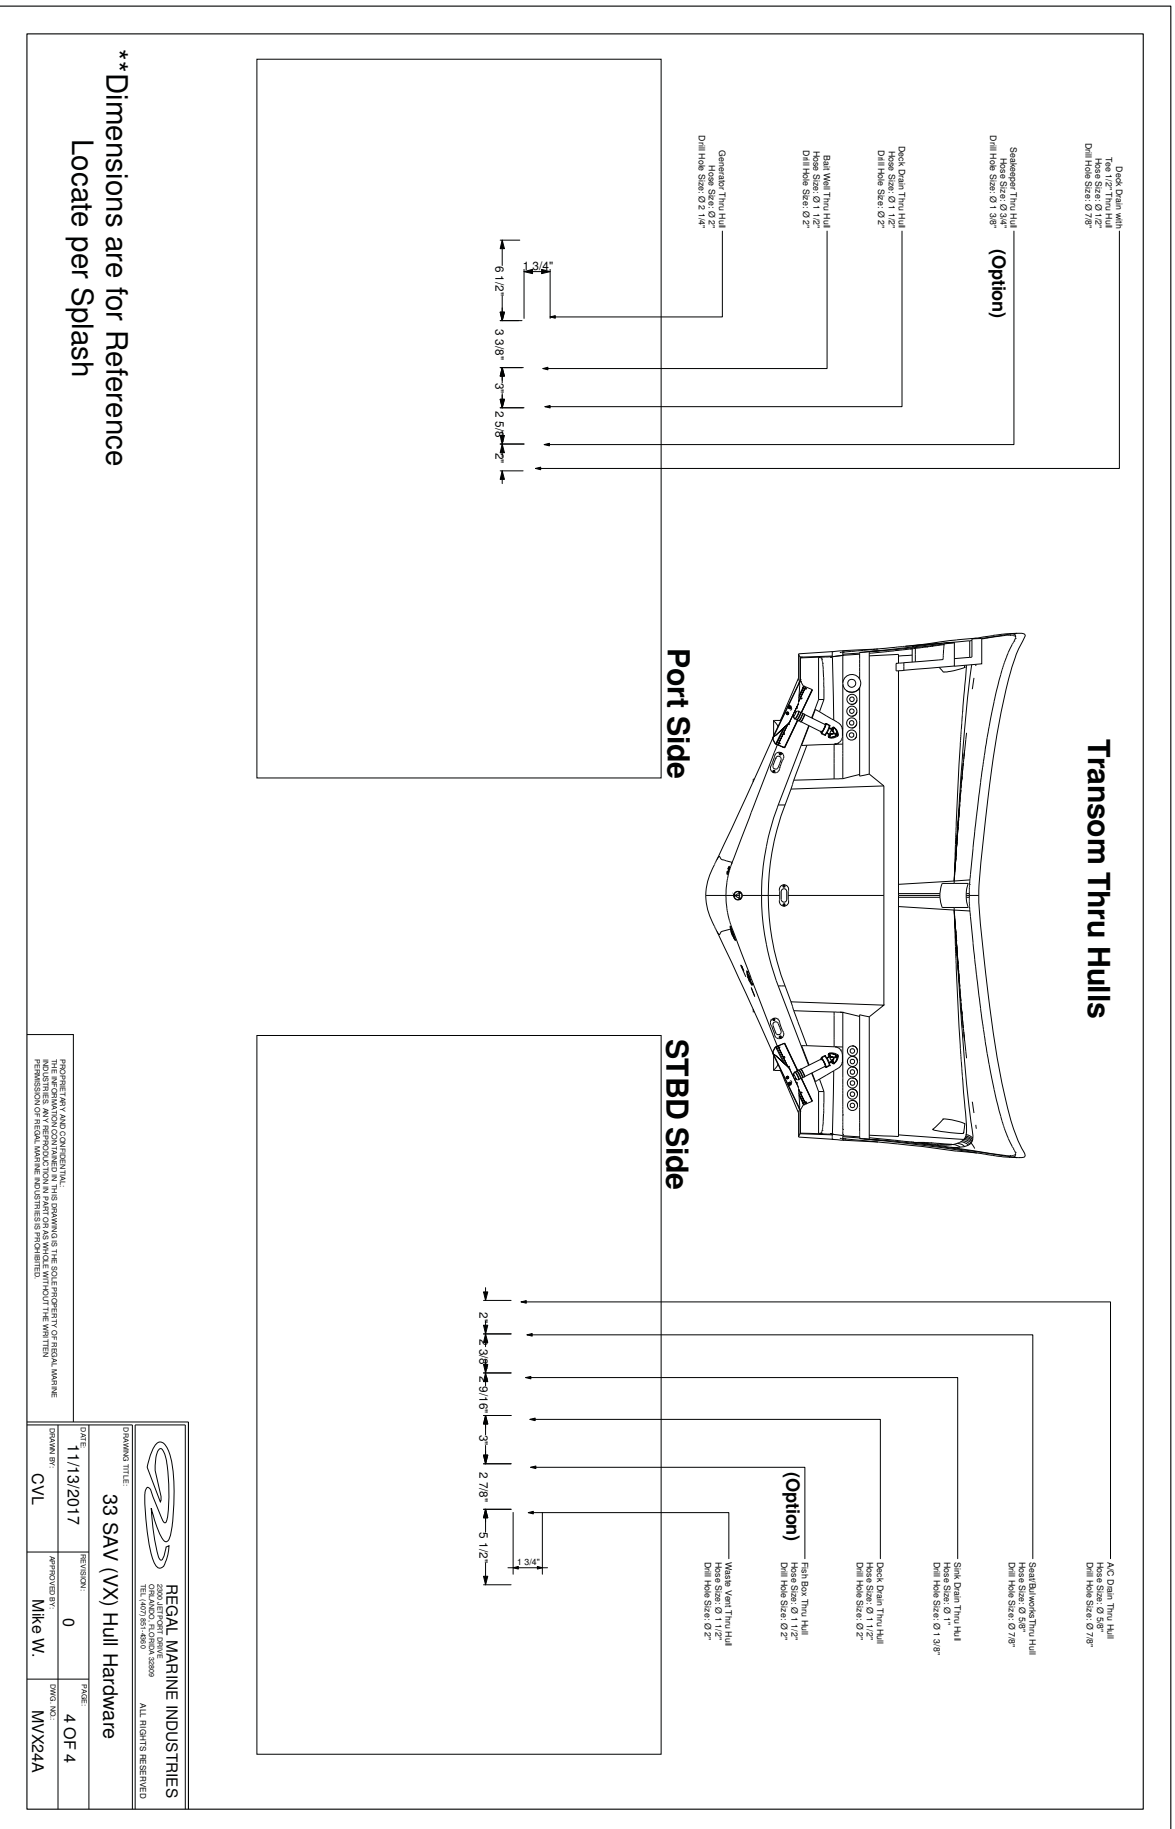 Transom Thru Hulls
Port Side
STBD Side
Deck Drain with
Tee 1/2" Thru Hull
Hose Size: Ø 1/2"
Drill Hole Size: Ø 7/8"
Seakeeper Thru Hull
Hose Size: Ø 3/4"
Drill Hole Size: Ø 1 3/8"
(Option)
Deck Drain Thru Hull
Hose Size: Ø 1 1/2"
Drill Hole Size: Ø 2"
Bait Well Thru Hull
Hose Size: Ø 1 1/2"
Drill Hole Size: Ø 2"
Generator Thru Hull
Hose Size: Ø 2"
Drill Hole Size: Ø 2 1/4"
1 3/4"
6 1/2"
3 3/8"
3"
2 5/8"
2"
A/C Drain Thru Hull
Hose Size: Ø 5/8"
Drill Hole Size: Ø 7/8"
Seat/Bulworks Thru Hull
Hose Size: Ø 5/8"
Drill Hole Size: Ø 7/8"
Sink Drain Thru Hull
Hose Size: Ø 1"
Drill Hole Size: Ø 1 3/8"
Deck Drain Thru Hull
Hose Size: Ø 1 1/2"
Drill Hole Size: Ø 2"
(Option)
Fish Box Thru Hull
Hose Size: Ø 1 1/2"
Drill Hole Size: Ø 2"
Waste Vent Thru Hull
Hose Size: Ø 1 1/2"
Drill Hole Size: Ø 2"
1 3/4"
2"
2 3/8"
2 9/16"
3"
2 7/8"
5 1/2"
**Dimensions are for Reference
Locate per Splash
PROPRIETARY AND CONFIDENTIAL:
THE INFORMATION CONTAINED IN THIS DRAWING IS THE SOLE PROPERTY OF REGAL MARINE
INDUSTRIES. ANY REPRODUCTION IN PART OR AS WHOLE WITHOUT THE WRITTEN
PERMISSION OF REGAL MARINE INDUSTRIES IS PROHIBITED.
REGAL MARINE INDUSTRIES
2300 JETPORT DRIVE
ORLANDO, FLORIDA 32809
TEL (407) 851-4360
ALL RIGHTS RESERVED
DRAWING TITLE:
33 SAV (VX) Hull Hardware
DATE:
11/13/2017
REVISION:
0
PAGE:
4 OF 4
DRAWN BY:
CVL
APPROVED BY:
Mike W.
DWG. NO.:
MVX24A